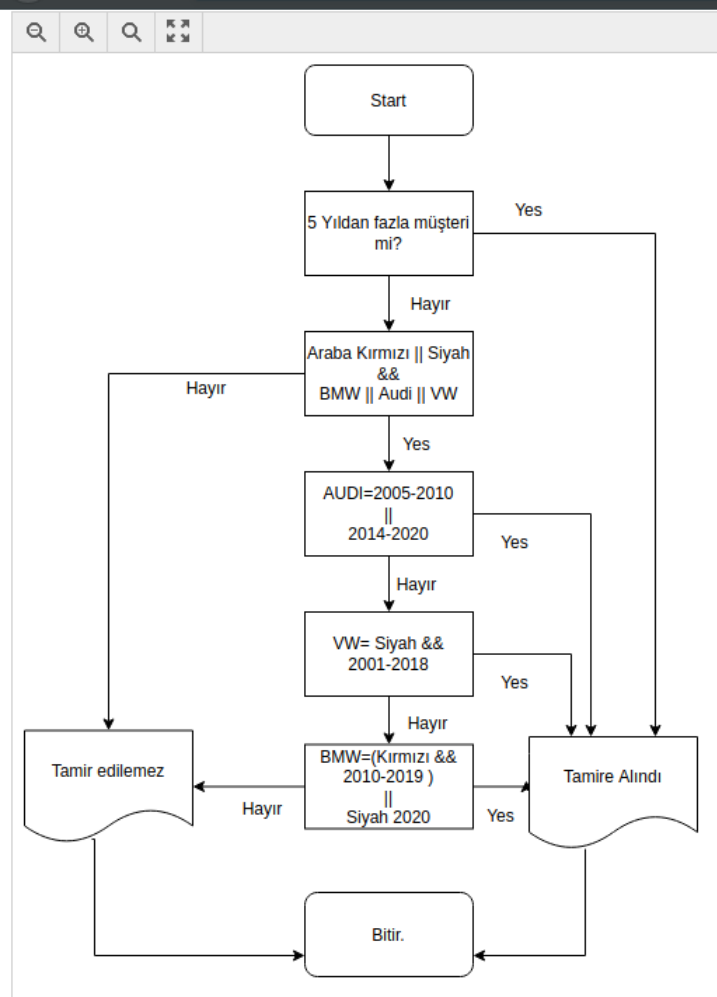 Start
5 Yıldan fazla müşteri
mi?
Yes
Hayır
Araba Kırmızı || Siyah
&&
BMW || Audi || VW
Hayır
Yes
AUDI=2005-2010
||
2014-2020
Yes
Hayır
VW= Siyah &&
2001-2018
Yes
Hayır
BMW=(Kırmızı &&
2010-2019 )
||
Siyah 2020
Hayır
Yes
Tamir edilemez
Tamire Alındı
Bitir.